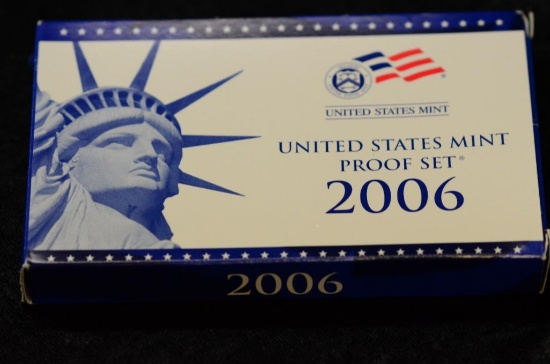 UNITED STATES MINT
UNITED STATES MINT
PROOF SET®
2006
2006